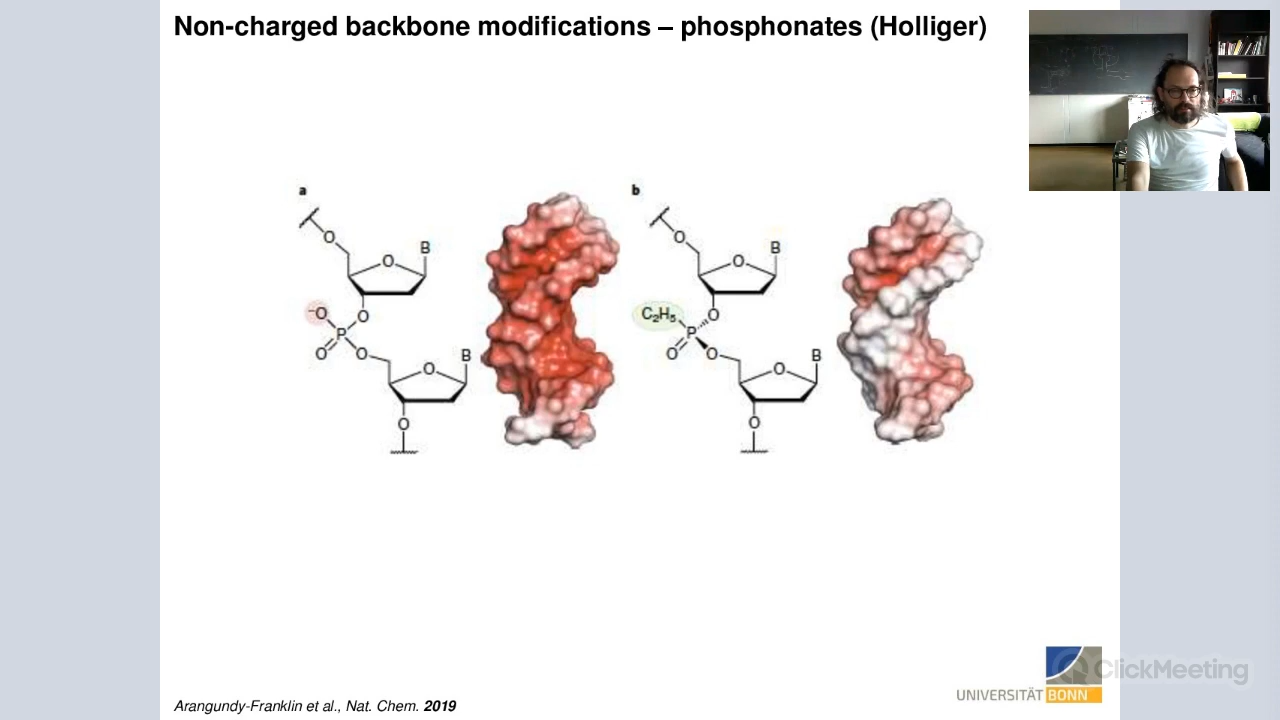 Non-charged backbone modifications – phosphonates (Holliger)
a
b
O
B
O
⁻O
O
P
O
O
B
O
O
O
B
O
C₂H₅
O
P
O
O
B
O
O
ClickMeeting
UNIVERSITÄT BONN
Arangundy-Franklin et al., Nat. Chem. 2019